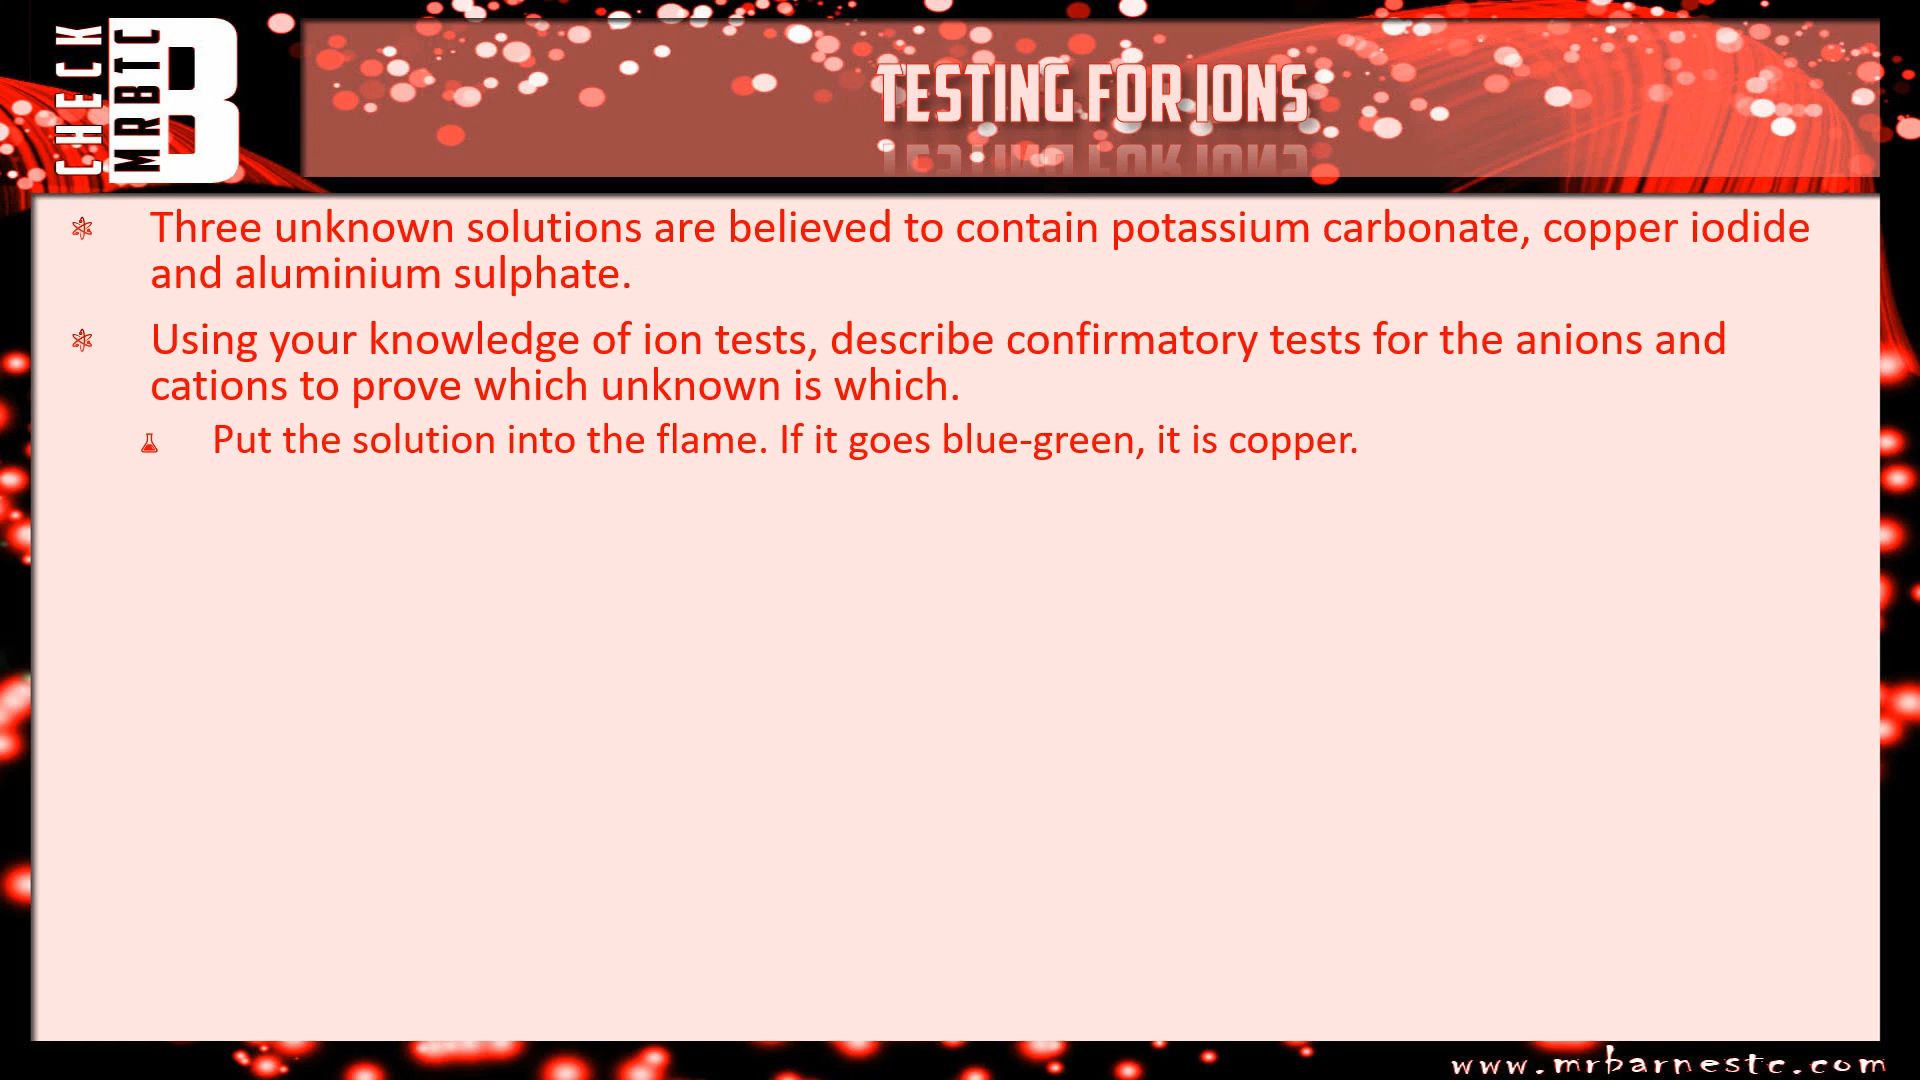 CHECK
MRBTC
B
TESTING FOR IONS
Three unknown solutions are believed to contain potassium carbonate, copper iodide
and aluminium sulphate.
Using your knowledge of ion tests, describe confirmatory tests for the anions and
cations to prove which unknown is which.
Put the solution into the flame. If it goes blue-green, it is copper.
www.mrbarnestc.com